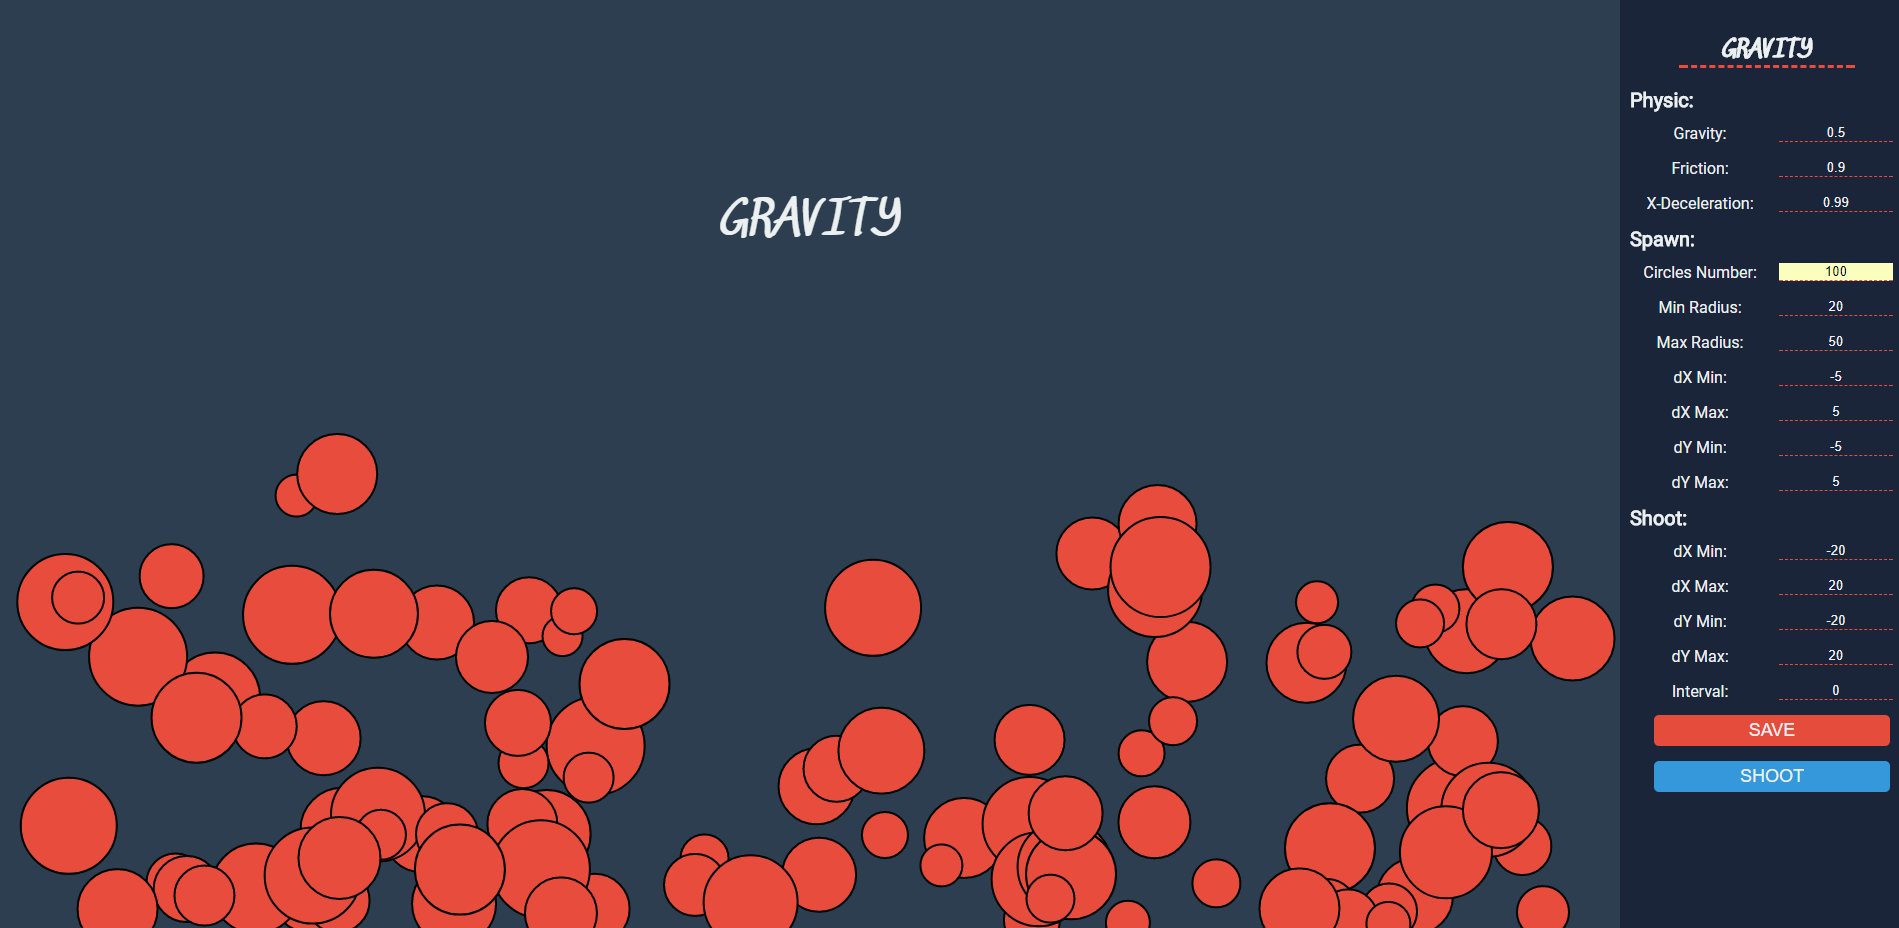 GRAVITY
GRAVITY
Physic:
Gravity: 0.5
Friction: 0.9
X-Deceleration: 0.99
Spawn:
Circles Number: 100
Min Radius: 20
Max Radius: 50
dX Min: -5
dX Max: 5
dY Min: -5
dY Max: 5
Shoot:
dX Min: -20
dX Max: 20
dY Min: -20
dY Max: 20
Interval: 0
SAVE
SHOOT